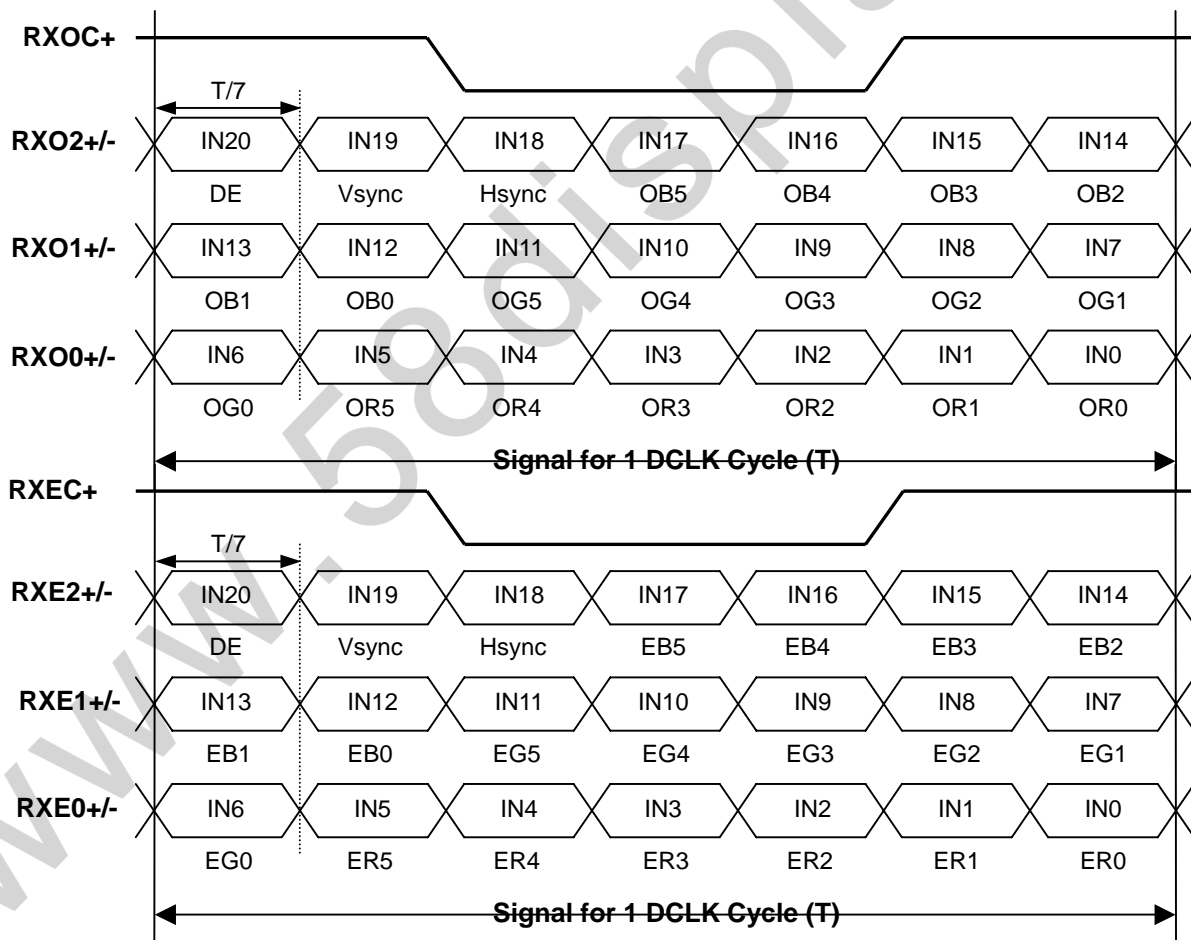 RXOC+
T/7
RXO2+/- IN20 IN19 IN18 IN17 IN16 IN15 IN14
DE Vsync Hsync OB5 OB4 OB3 OB2
RXO1+/- IN13 IN12 IN11 IN10 IN9 IN8 IN7
OB1 OB0 OG5 OG4 OG3 OG2 OG1
RXO0+/- IN6 IN5 IN4 IN3 IN2 IN1 IN0
OG0 OR5 OR4 OR3 OR2 OR1 OR0
Signal for 1 DCLK Cycle (T)
RXEC+
T/7
RXE2+/- IN20 IN19 IN18 IN17 IN16 IN15 IN14
DE Vsync Hsync EB5 EB4 EB3 EB2
RXE1+/- IN13 IN12 IN11 IN10 IN9 IN8 IN7
EB1 EB0 EG5 EG4 EG3 EG2 EG1
RXE0+/- IN6 IN5 IN4 IN3 IN2 IN1 IN0
EG0 ER5 ER4 ER3 ER2 ER1 ER0
Signal for 1 DCLK Cycle (T)
www.58displa